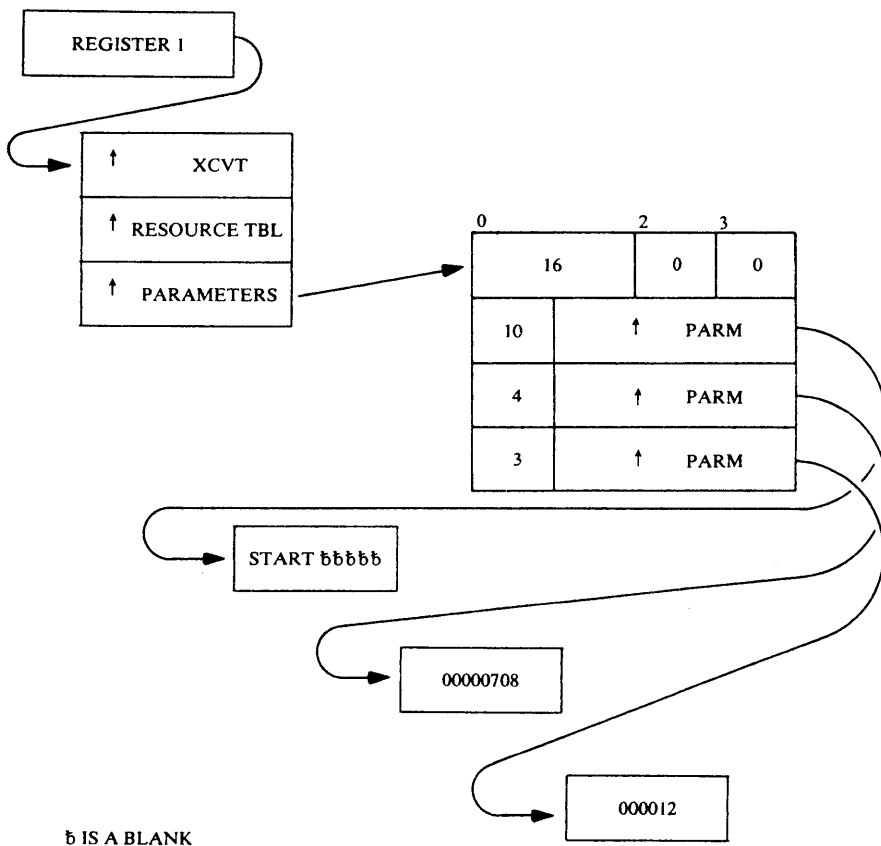 REGISTER 1
↑ XCVT
↑ RESOURCE TBL
↑ PARAMETERS
0 2 3
16 0 0
10 ↑ PARM
4 ↑ PARM
3 ↑ PARM
START ƀƀƀƀƀ
00000708
000012
ƀ IS A BLANK